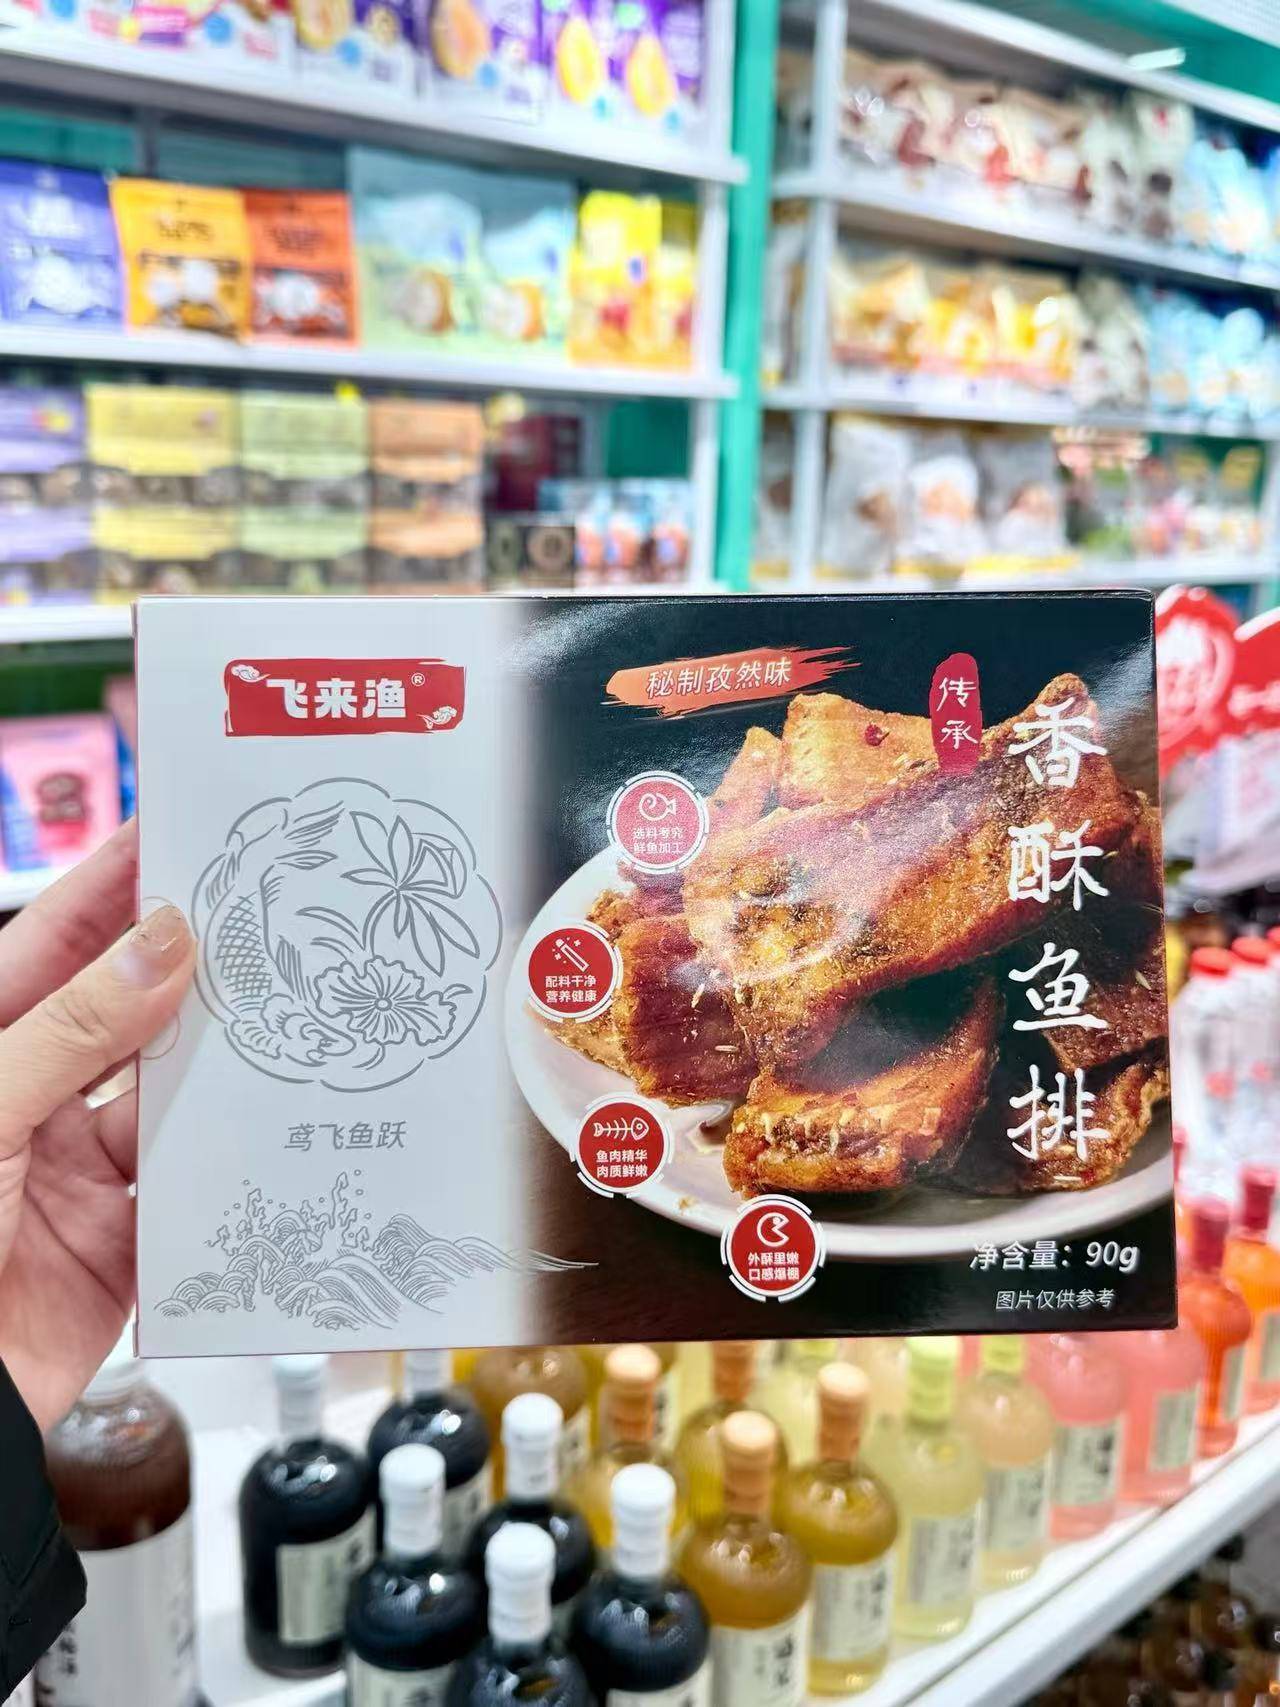 飞来渔®
鸢飞鱼跃
秘制孜然味
传承
香酥鱼排
选料考究
鲜鱼加工
配料干净
营养健康
鱼肉精华
肉质鲜嫩
外酥里嫩
口感爆棚
净含量：90g
图片仅供参考